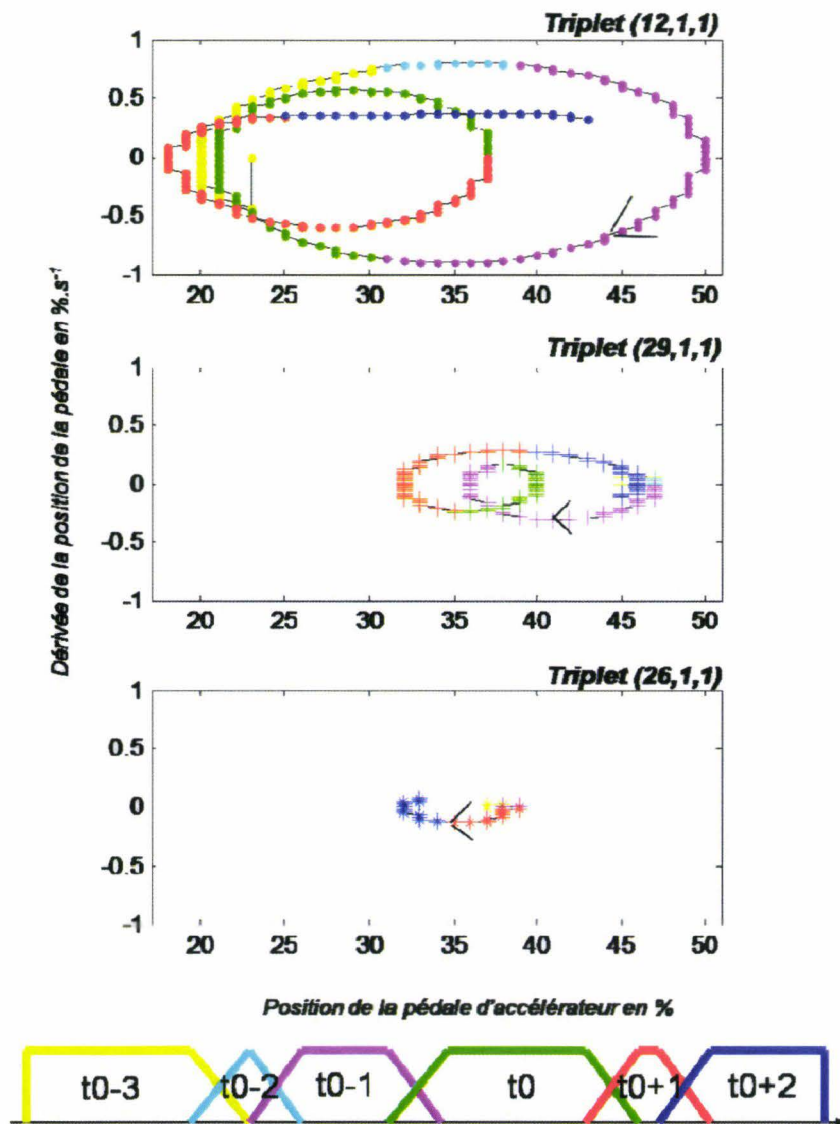 Triplet (12,1,1)
1
0.5
0
-0.5
-1
20 25 30 35 40 45 50
Triplet (29,1,1)
1
0.5
0
-0.5
-1
20 25 30 35 40 45 50
Triplet (26,1,1)
1
0.5
0
-0.5
-1
20 25 30 35 40 45 50
Dérivée de la position de la pédale en %.s⁻¹
Position de la pédale d'accélérateur en %
t0-3 t0-2 t0-1 t0 t0+1 t0+2